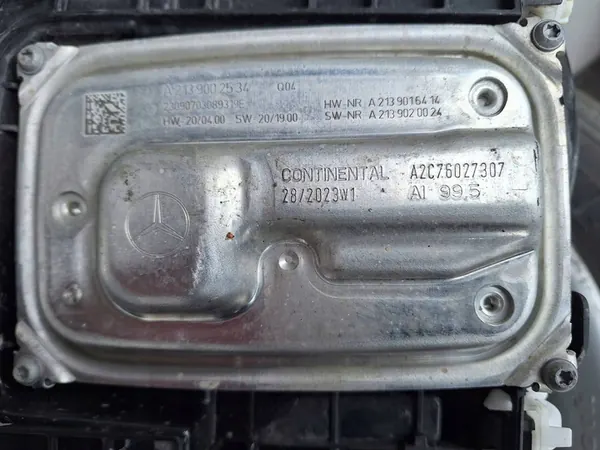 A 213 900 25 34 Q04
HW 20/04 00 SW 20/19 00
HW-NR A 213 901 64 14
SW-NR A 213 902 00 24
CONTINENTAL A2C76027307
28/2023W1 Al 99,5